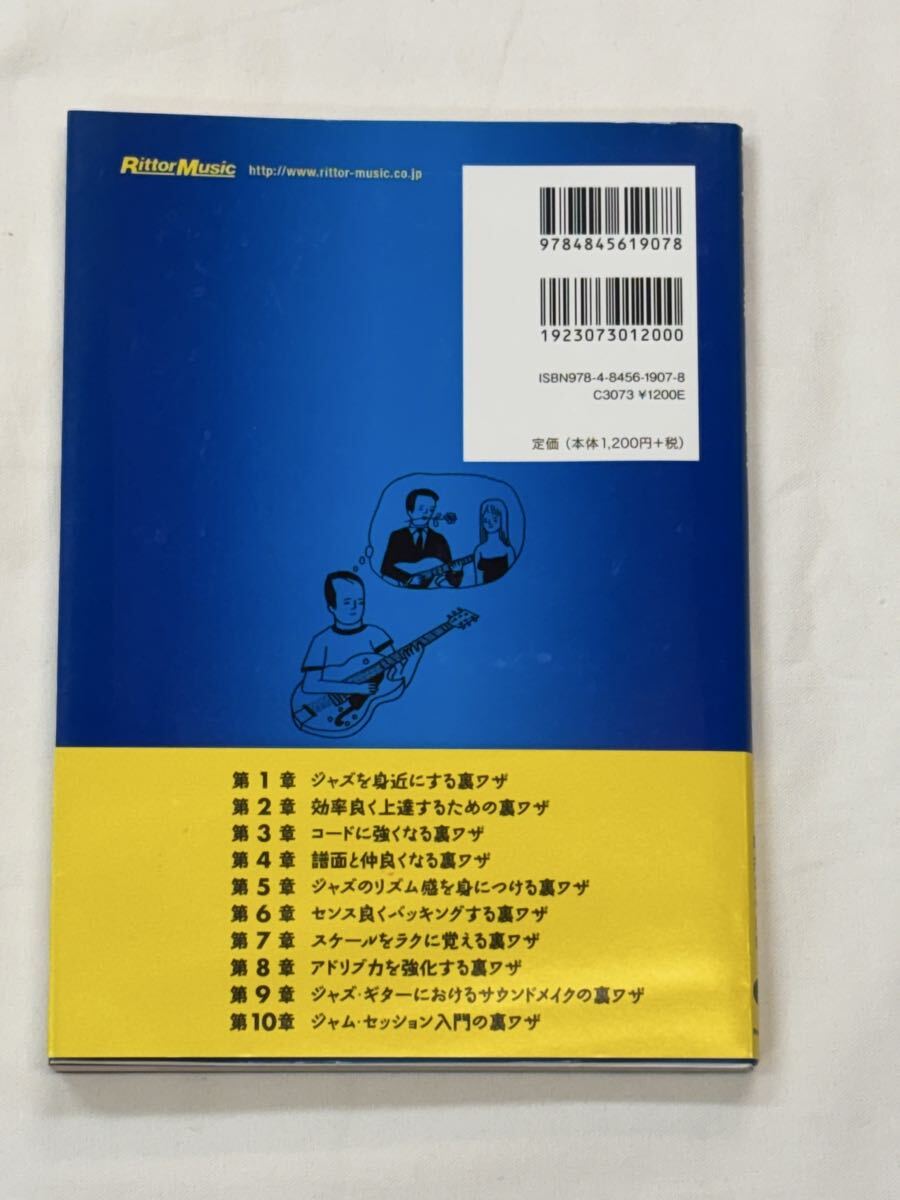 RittorMusic http://www.rittor-music.co.jp
9784845619078
1923073012000
ISBN978-4-8456-1907-8
C3073 ¥1200E
定価（本体1,200円+税）
第1章 ジャズを身近にする裏ワザ
第2章 効率良く上達するための裏ワザ
第3章 コードに強くなる裏ワザ
第4章 譜面と仲良くなる裏ワザ
第5章 ジャズのリズム感を身につける裏ワザ
第6章 センス良くバッキングする裏ワザ
第7章 スケールをラクに覚える裏ワザ
第8章 アドリブ力を強化する裏ワザ
第9章 ジャズ・ギターにおけるサウンドメイクの裏ワザ
第10章 ジャム・セッション入門の裏ワザ